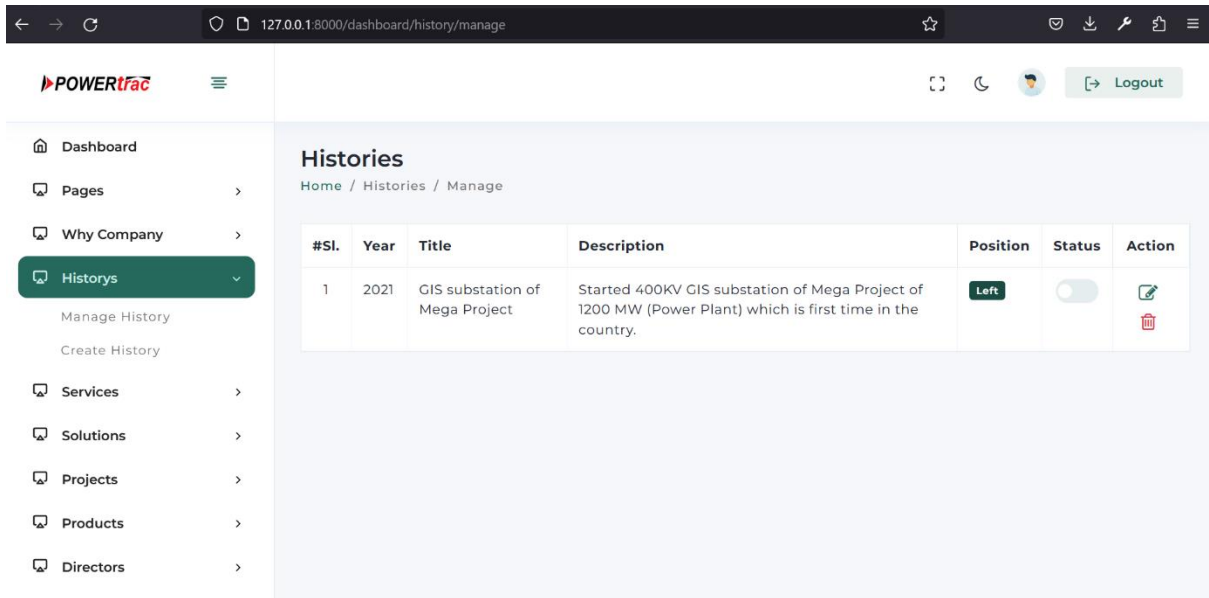 127.0.0.1:8000/dashboard/history/manage
POWERtrac
Logout
Dashboard
Pages
Why Company
Historys
Manage History
Create History
Services
Solutions
Projects
Products
Directors
Histories
Home / Histories / Manage
#Sl. Year Title Description Position Status Action
1 2021 GIS substation of Started 400KV GIS substation of Mega Project of Left
Mega Project 1200 MW (Power Plant) which is first time in the
country.